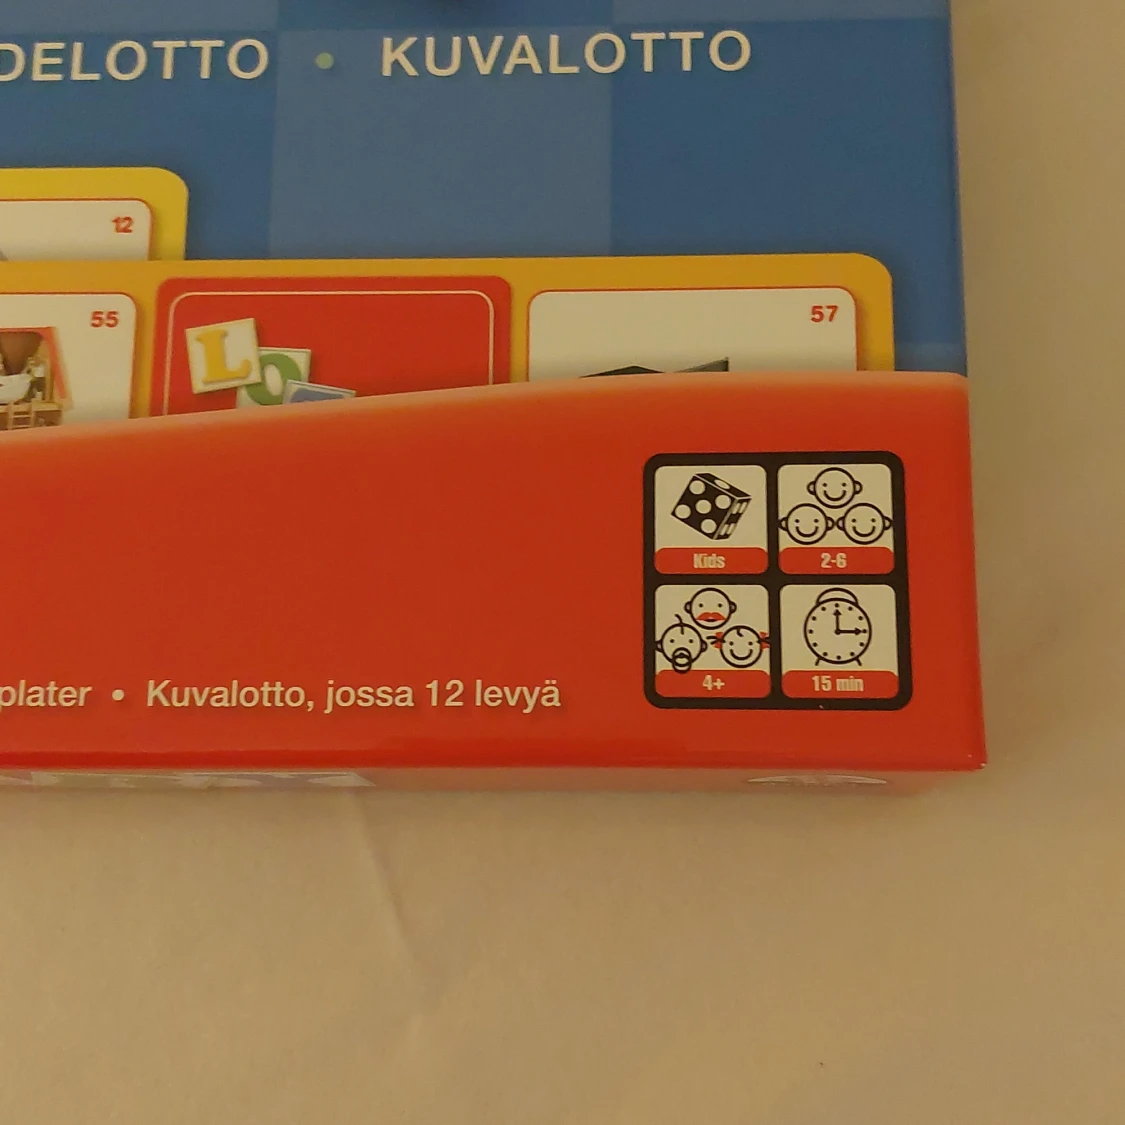 DELOTTO • KUVALOTTO
12
55
57
L
O
Kids
2-6
4+
15 min
plater • Kuvalotto, jossa 12 levyä